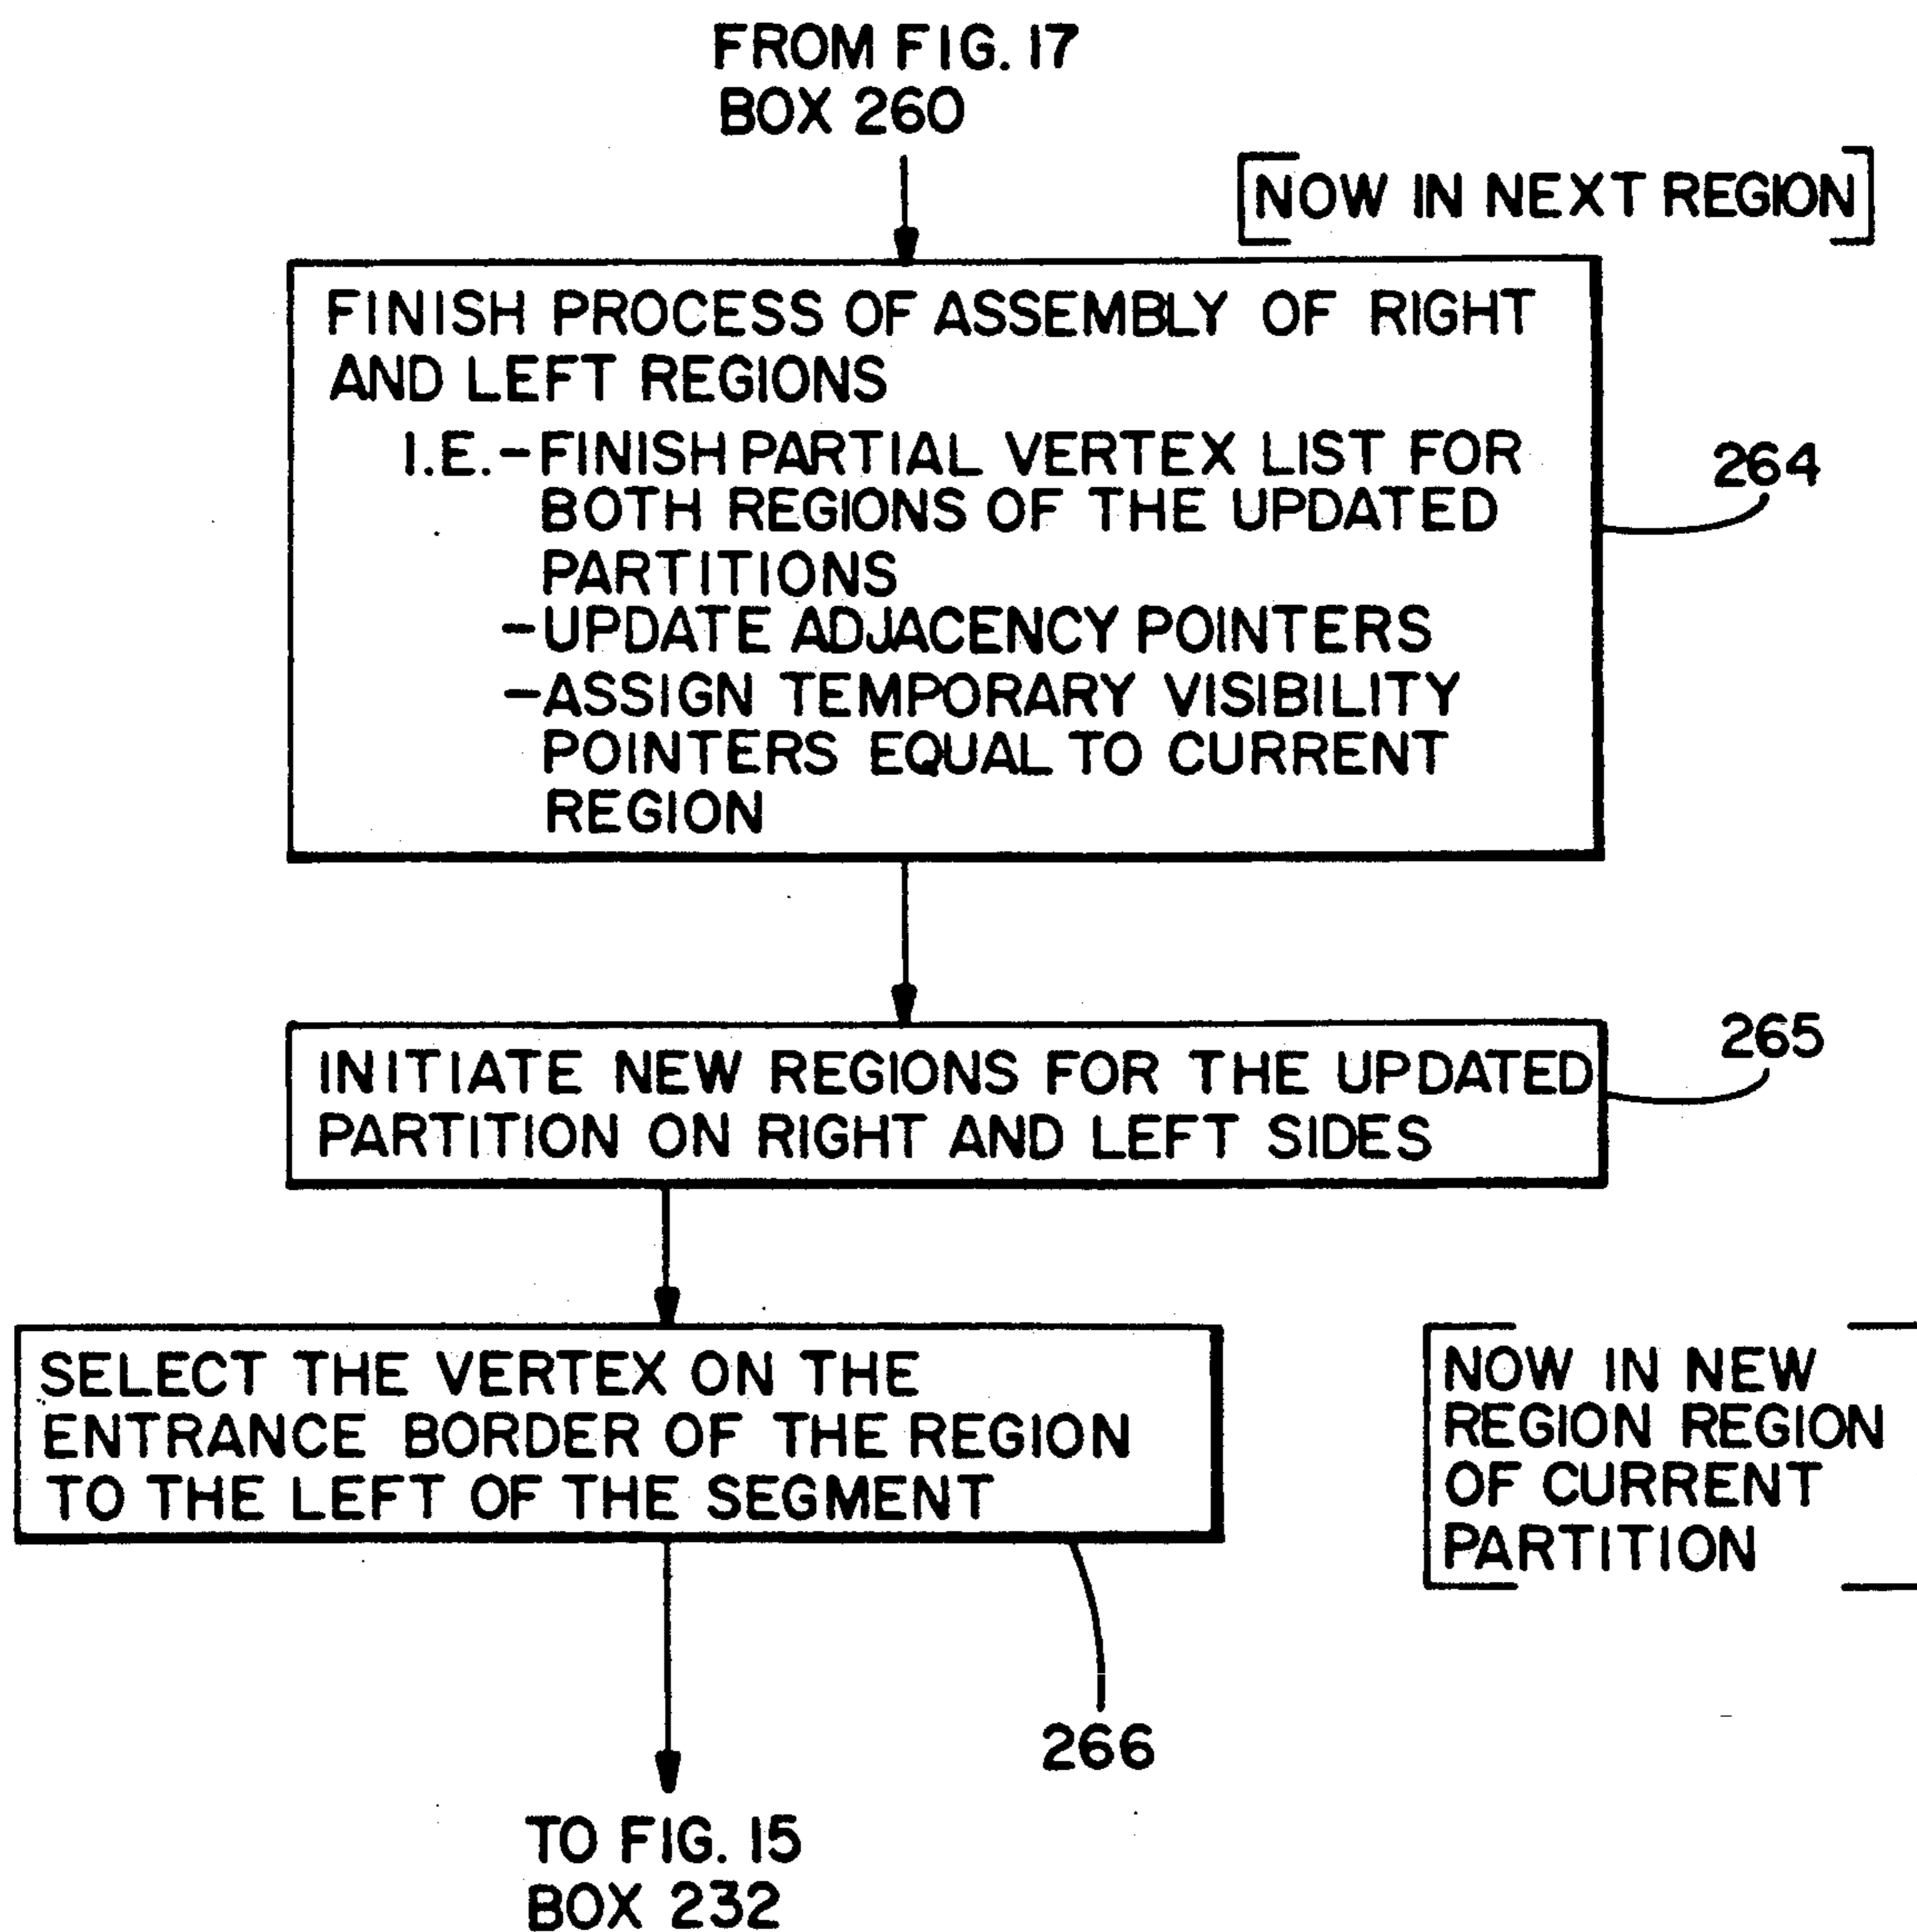 FROM FIG. 17
BOX 260
NOW IN NEXT REGION
FINISH PROCESS OF ASSEMBLY OF RIGHT
AND LEFT REGIONS
I.E.-FINISH PARTIAL VERTEX LIST FOR
BOTH REGIONS OF THE UPDATED
PARTITIONS
-UPDATE ADJACENCY POINTERS
-ASSIGN TEMPORARY VISIBILITY
POINTERS EQUAL TO CURRENT
REGION
264
INITIATE NEW REGIONS FOR THE UPDATED
PARTITION ON RIGHT AND LEFT SIDES
265
SELECT THE VERTEX ON THE
ENTRANCE BORDER OF THE REGION
TO THE LEFT OF THE SEGMENT
266
NOW IN NEW
REGION REGION
OF CURRENT
PARTITION
TO FIG. 15
BOX 232